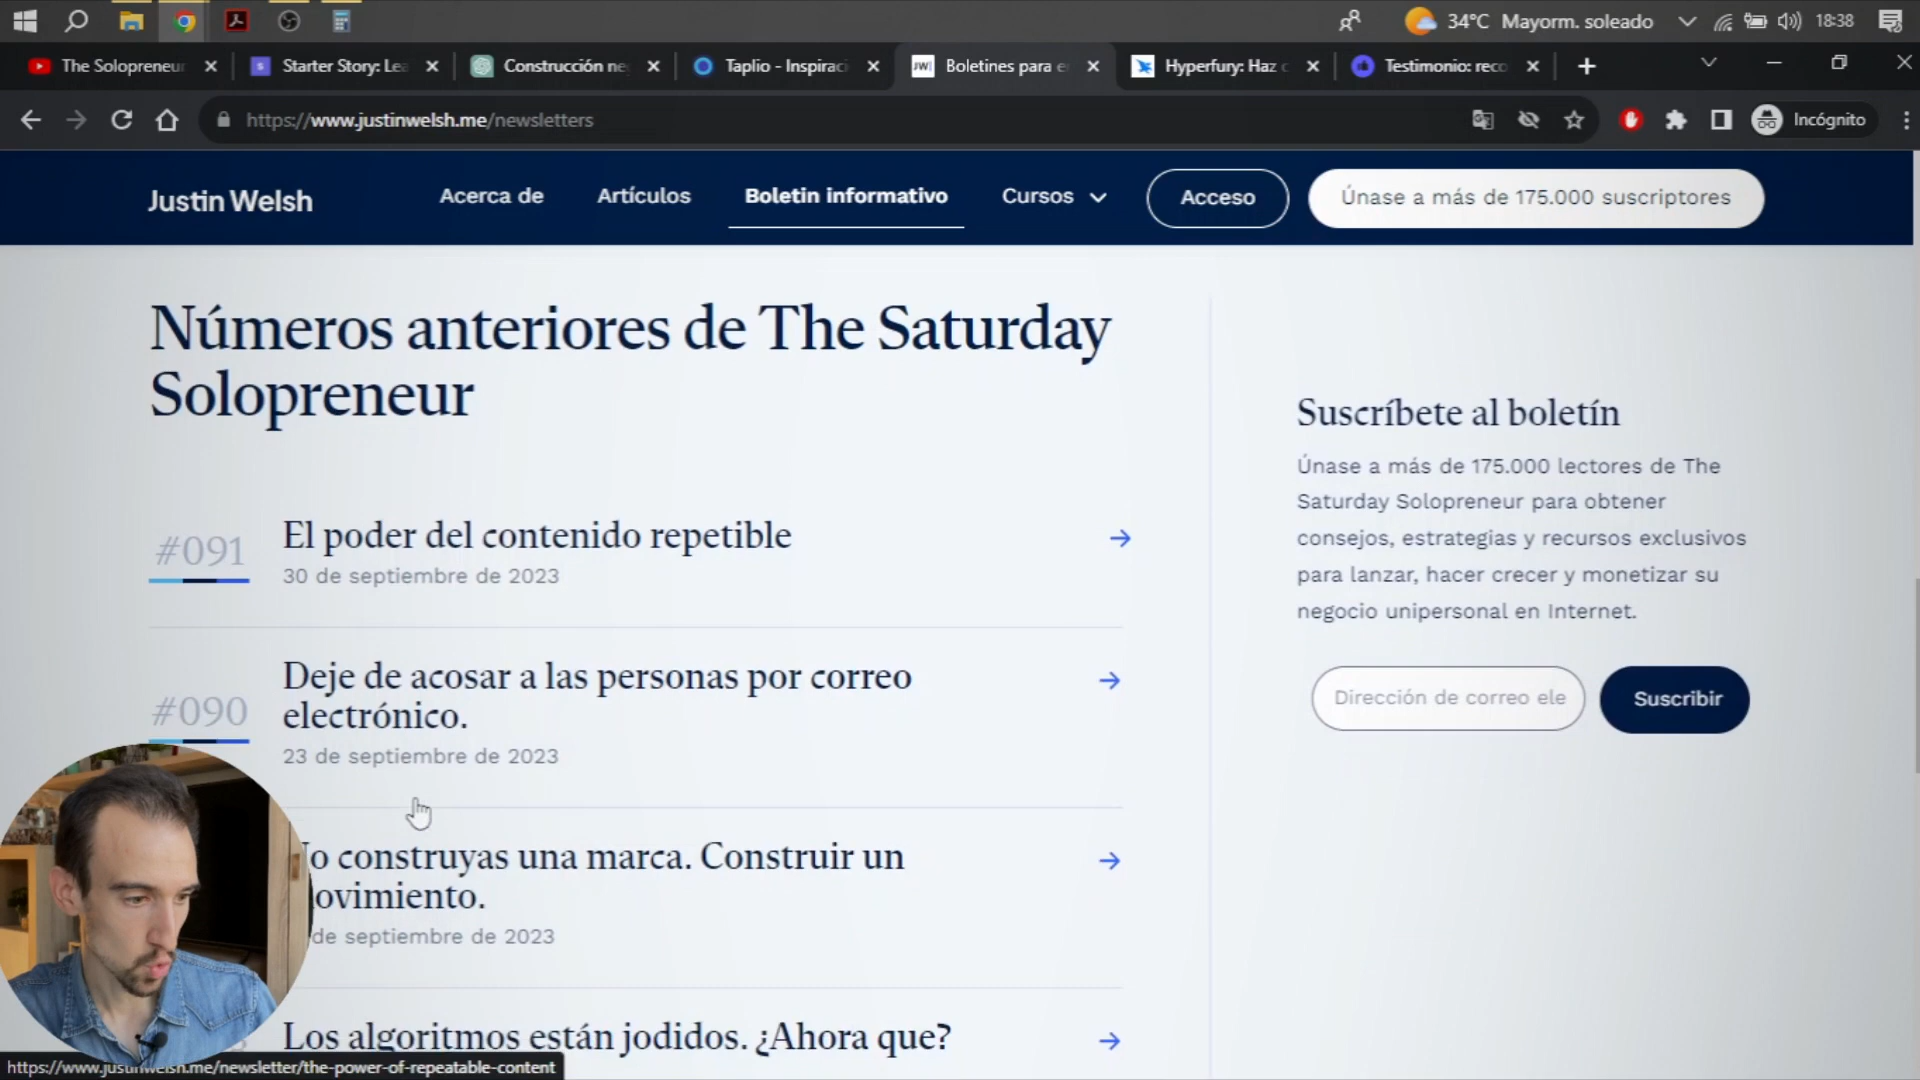 34°C Mayorm. soleado
18:38
The Solopreneur
Starter Story: Lea
Construcción ne
Taplio - Inspiraci
JW
Boletines para e
Hyperfury: Haz
Testimonio: reco
https://www.justinwelsh.me/newsletters
Incógnito
Justin Welsh
Acerca de
Artículos
Boletin informativo
Cursos
Acceso
Únase a más de 175.000 suscriptores
Números anteriores de The Saturday
Solopreneur
#091
El poder del contenido repetible
30 de septiembre de 2023
#090
Deje de acosar a las personas por correo
electrónico.
23 de septiembre de 2023
o construyas una marca. Construir un
ovimiento.
de septiembre de 2023
Los algoritmos están jodidos. ¿Ahora que?
Suscríbete al boletín
Únase a más de 175.000 lectores de The
Saturday Solopreneur para obtener
consejos, estrategias y recursos exclusivos
para lanzar, hacer crecer y monetizar su
negocio unipersonal en Internet.
Dirección de correo ele
Suscribir
https://www.justinwelsh.me/newsletter/the-power-of-repeatable-content